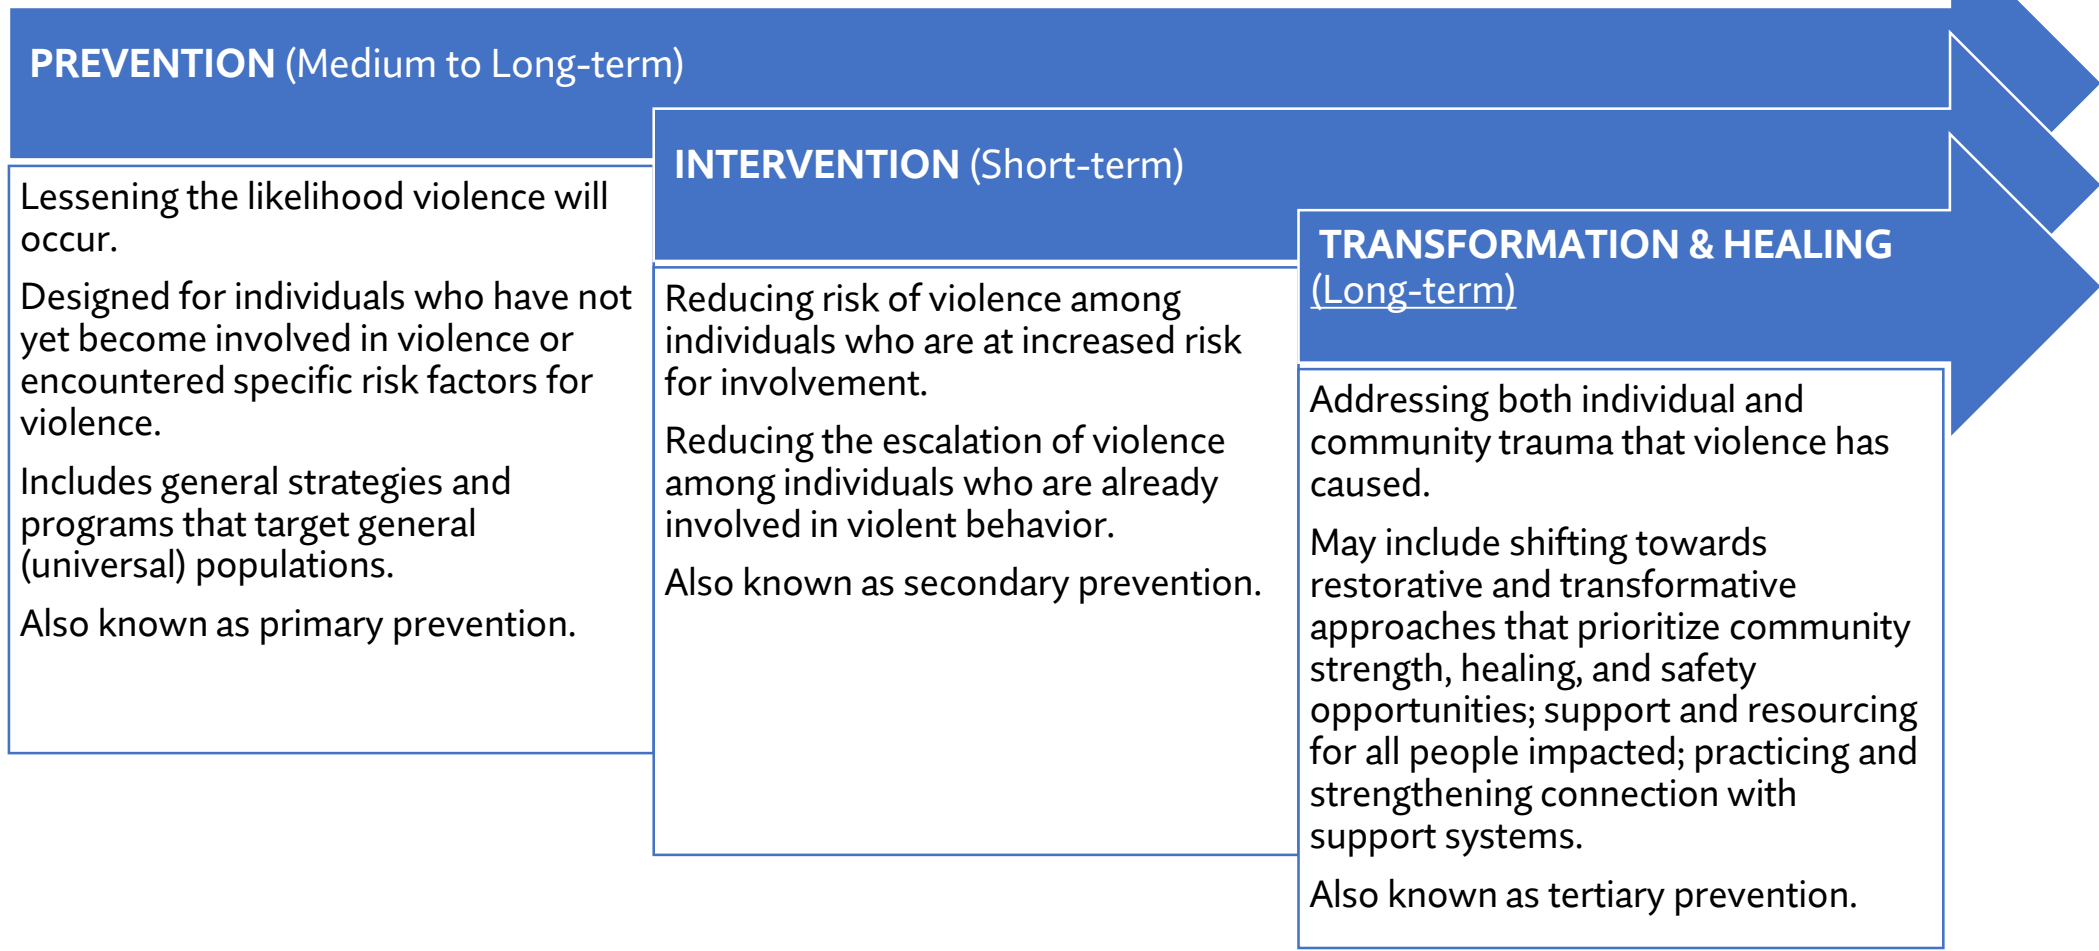 PREVENTION (Medium to Long-term)
Lessening the likelihood violence will
occur.
Designed for individuals who have not
yet become involved in violence or
encountered specific risk factors for
violence.
Includes general strategies and
programs that target general
(universal) populations.
Also known as primary prevention.
INTERVENTION (Short-term)
Reducing risk of violence among
individuals who are at increased risk
for involvement.
Reducing the escalation of violence
among individuals who are already
involved in violent behavior.
Also known as secondary prevention.
TRANSFORMATION & HEALING
(Long-term)
Addressing both individual and
community trauma that violence has
caused.
May include shifting towards
restorative and transformative
approaches that prioritize community
strength, healing, and safety
opportunities; support and resourcing
for all people impacted; practicing and
strengthening connection with
support systems.
Also known as tertiary prevention.